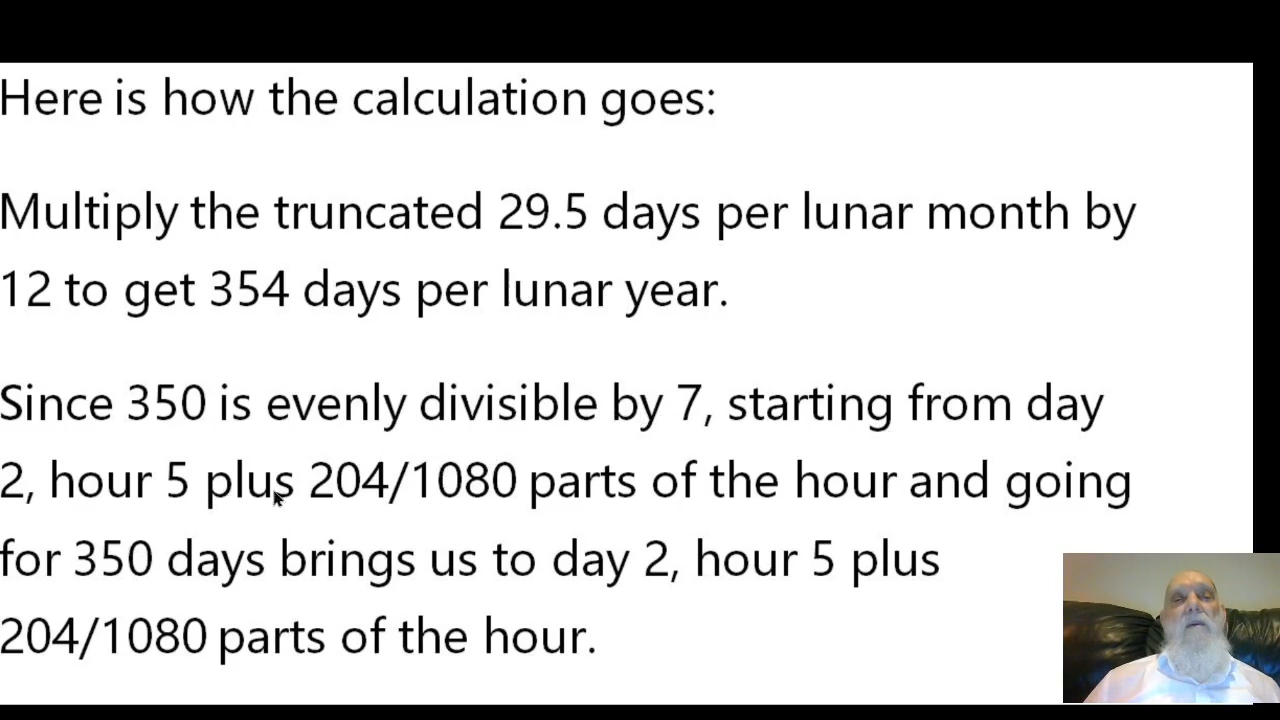 Here is how the calculation goes:
Multiply the truncated 29.5 days per lunar month by
12 to get 354 days per lunar year.
Since 350 is evenly divisible by 7, starting from day
2, hour 5 plus 204/1080 parts of the hour and going
for 350 days brings us to day 2, hour 5 plus
204/1080 parts of the hour.